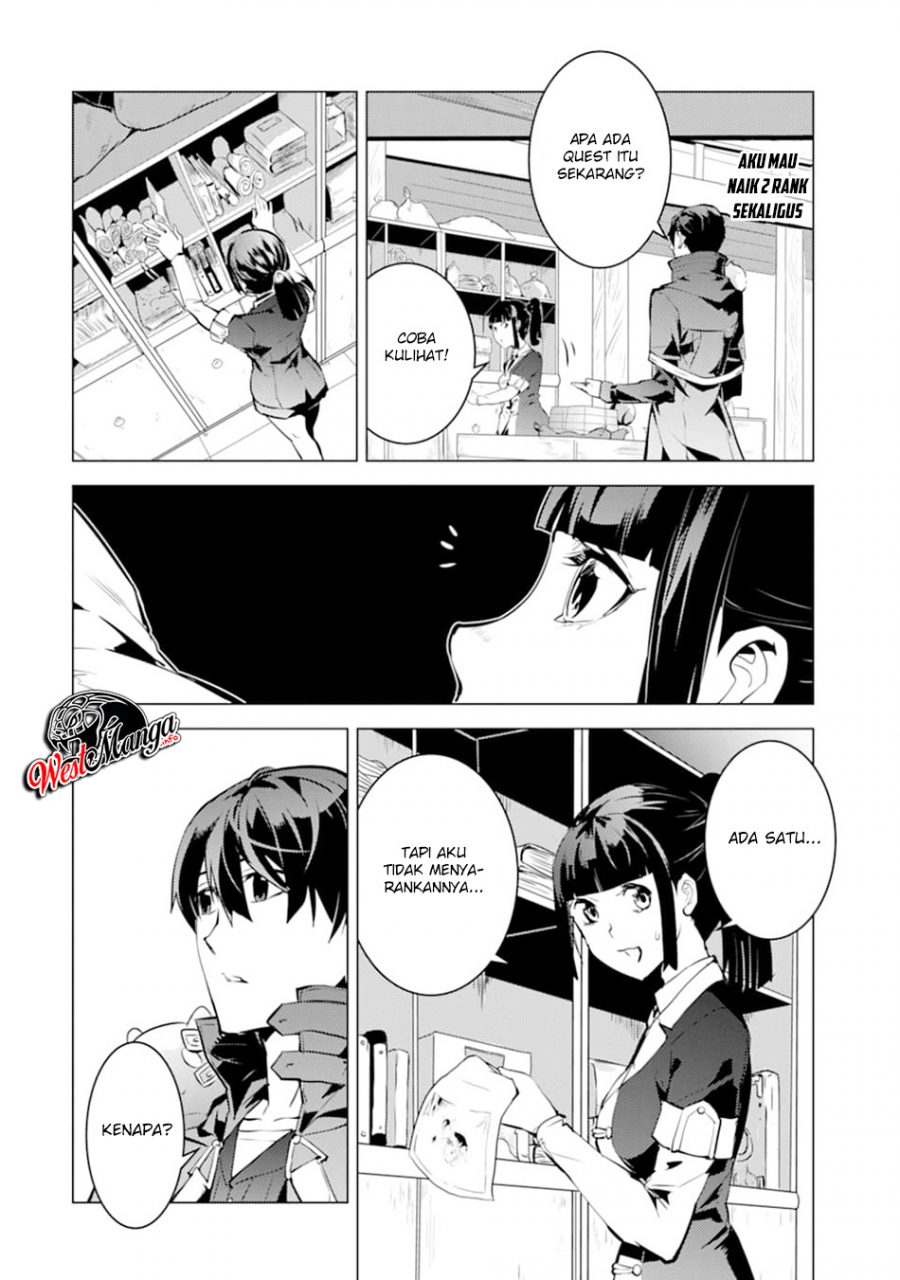 APA ADA
QUEST ITU
SEKARANG?
AKU MAU
NAIK 2 RANK
SEKALIGUS
COBA
KULIHAT!
ADA SATU...
TAPI AKU
TIDAK MENYA-
RANKANNYA...
KENAPA?
WestManga
.info